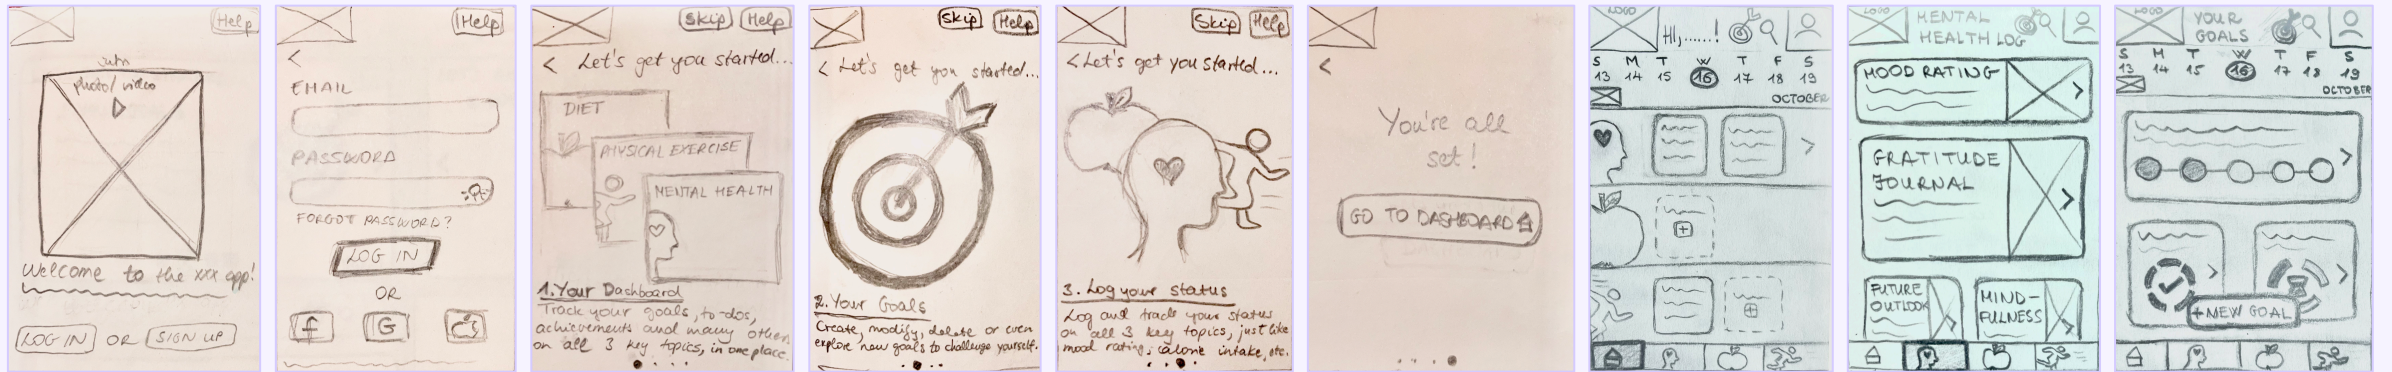 Help
intro
photo/video
Welcome to the xxx app!
LOG IN OR SIGN UP
Help
<
EMAIL
PASSWORD
FORGOT PASSWORD?
LOG IN
OR
f G
Skip Help
< Let's get you started...
DIET
PHYSICAL EXERCISE
MENTAL HEALTH
1. Your Dashboard
Track your goals, to-dos,
achievements and many others
on all 3 key topics, in one place.
Skip Help
< Let's get you started...
2. Your Goals
Create, modify, delete or even
explore new goals to challenge yourself.
Skip Help
< Let's get you started...
3. Log your status
Log and track your status
on all 3 key topics, just like
mood rating, calorie intake, etc.
<
You're all
set!
GO TO DASHBOARD
LOGO
HI,......!
S M T W T F S
13 14 15 16 17 18 19
OCTOBER
>
LOGO
MENTAL
HEALTH LOG
MOOD RATING
>
GRATITUDE
JOURNAL
>
FUTURE
OUTLOOK
>
MIND-
FULNESS
>
LOGO
YOUR
GOALS
S M T W T F S
13 14 15 16 17 18 19
OCTOBER
>
>
>
+NEW GOAL